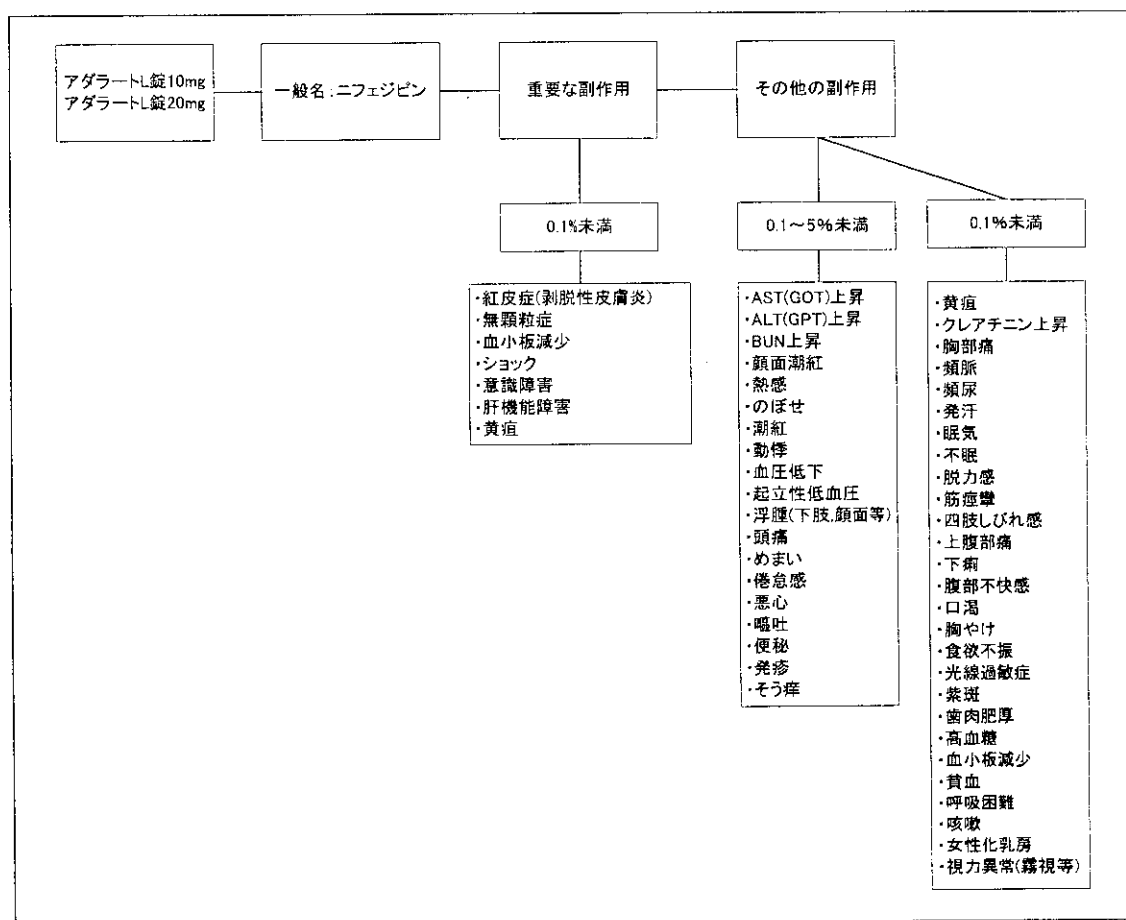 アダラートL錠10mg
アダラートL錠20mg
一般名:ニフェジピン
重要な副作用
その他の副作用
0.1%未満
0.1～5%未満
0.1%未満
・紅皮症(剥脱性皮膚炎)
・無顆粒症
・血小板減少
・ショック
・意識障害
・肝機能障害
・黄疸
・AST(GOT)上昇
・ALT(GPT)上昇
・BUN上昇
・顔面潮紅
・熱感
・のぼせ
・潮紅
・動悸
・血圧低下
・起立性低血圧
・浮腫(下肢,顔面等)
・頭痛
・めまい
・倦怠感
・悪心
・嘔吐
・便秘
・発疹
・そう痒
・黄疸
・クレアチニン上昇
・胸部痛
・頻脈
・頻尿
・発汗
・眠気
・不眠
・脱力感
・筋痙攣
・四肢しびれ感
・上腹部痛
・下痢
・腹部不快感
・口渇
・胸やけ
・食欲不振
・光線過敏症
・紫斑
・歯肉肥厚
・高血糖
・血小板減少
・貧血
・呼吸困難
・咳嗽
・女性化乳房
・視力異常(霧視等)